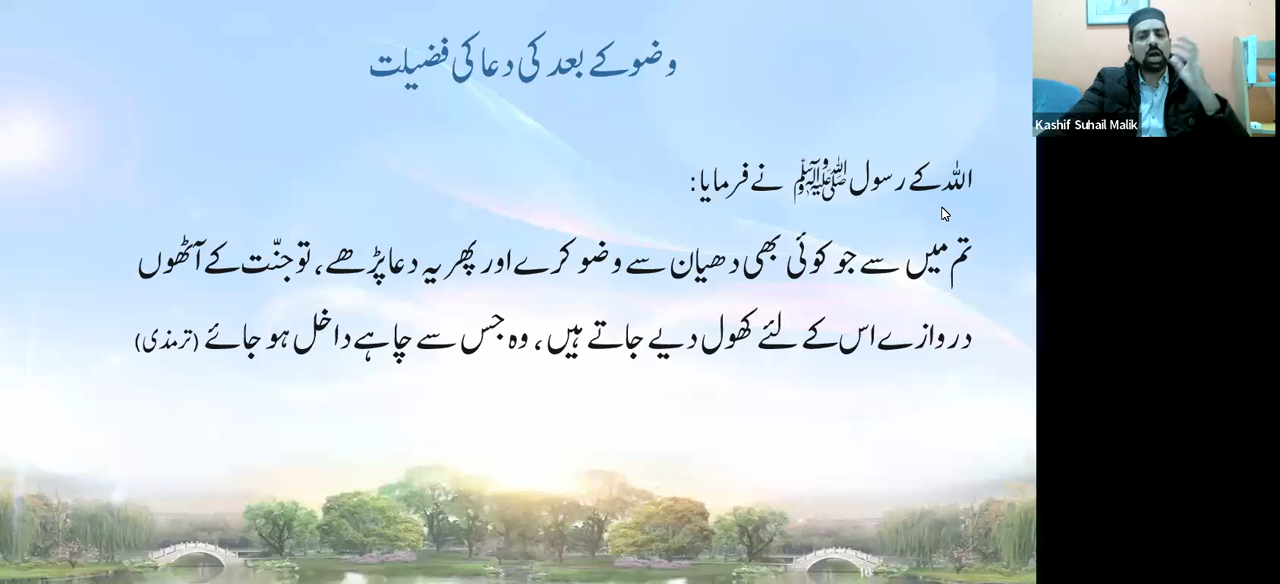 وضو کے بعد کی دعا کی فضیلت
Kashif Suhail Malik
اللہ کے رسول ﷺ نے فرمایا:
تم میں سے جو کوئی بھی دھیان سے وضو کرے اور پھر یہ دعا پڑھے، تو جنّت کے آٹھوں
دروازے اس کے لئے کھول دیے جاتے ہیں، وہ جس سے چاہے داخل ہو جائے (ترمذی)